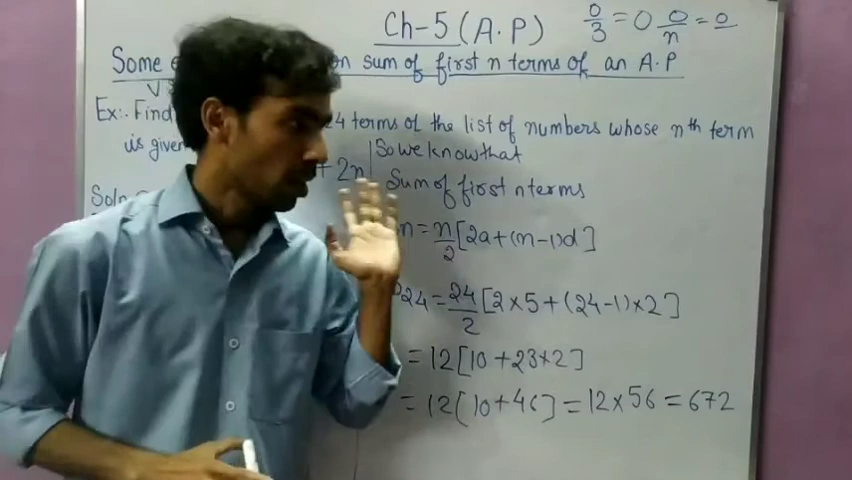 Ch-5 (A.P)
0/3 = 0 0/n = 0
Some on sum of first n terms of an A.P
Ex:- Find 24 terms of the list of numbers whose nth term
is given + 2n
So we know that
Soln
Sum of first n terms
n = n/2 [2a+(n-1)d]
24 = 24/2 [2×5+(24-1)×2]
= 12[10+23×2]
= 12[10+46] = 12×56 = 672